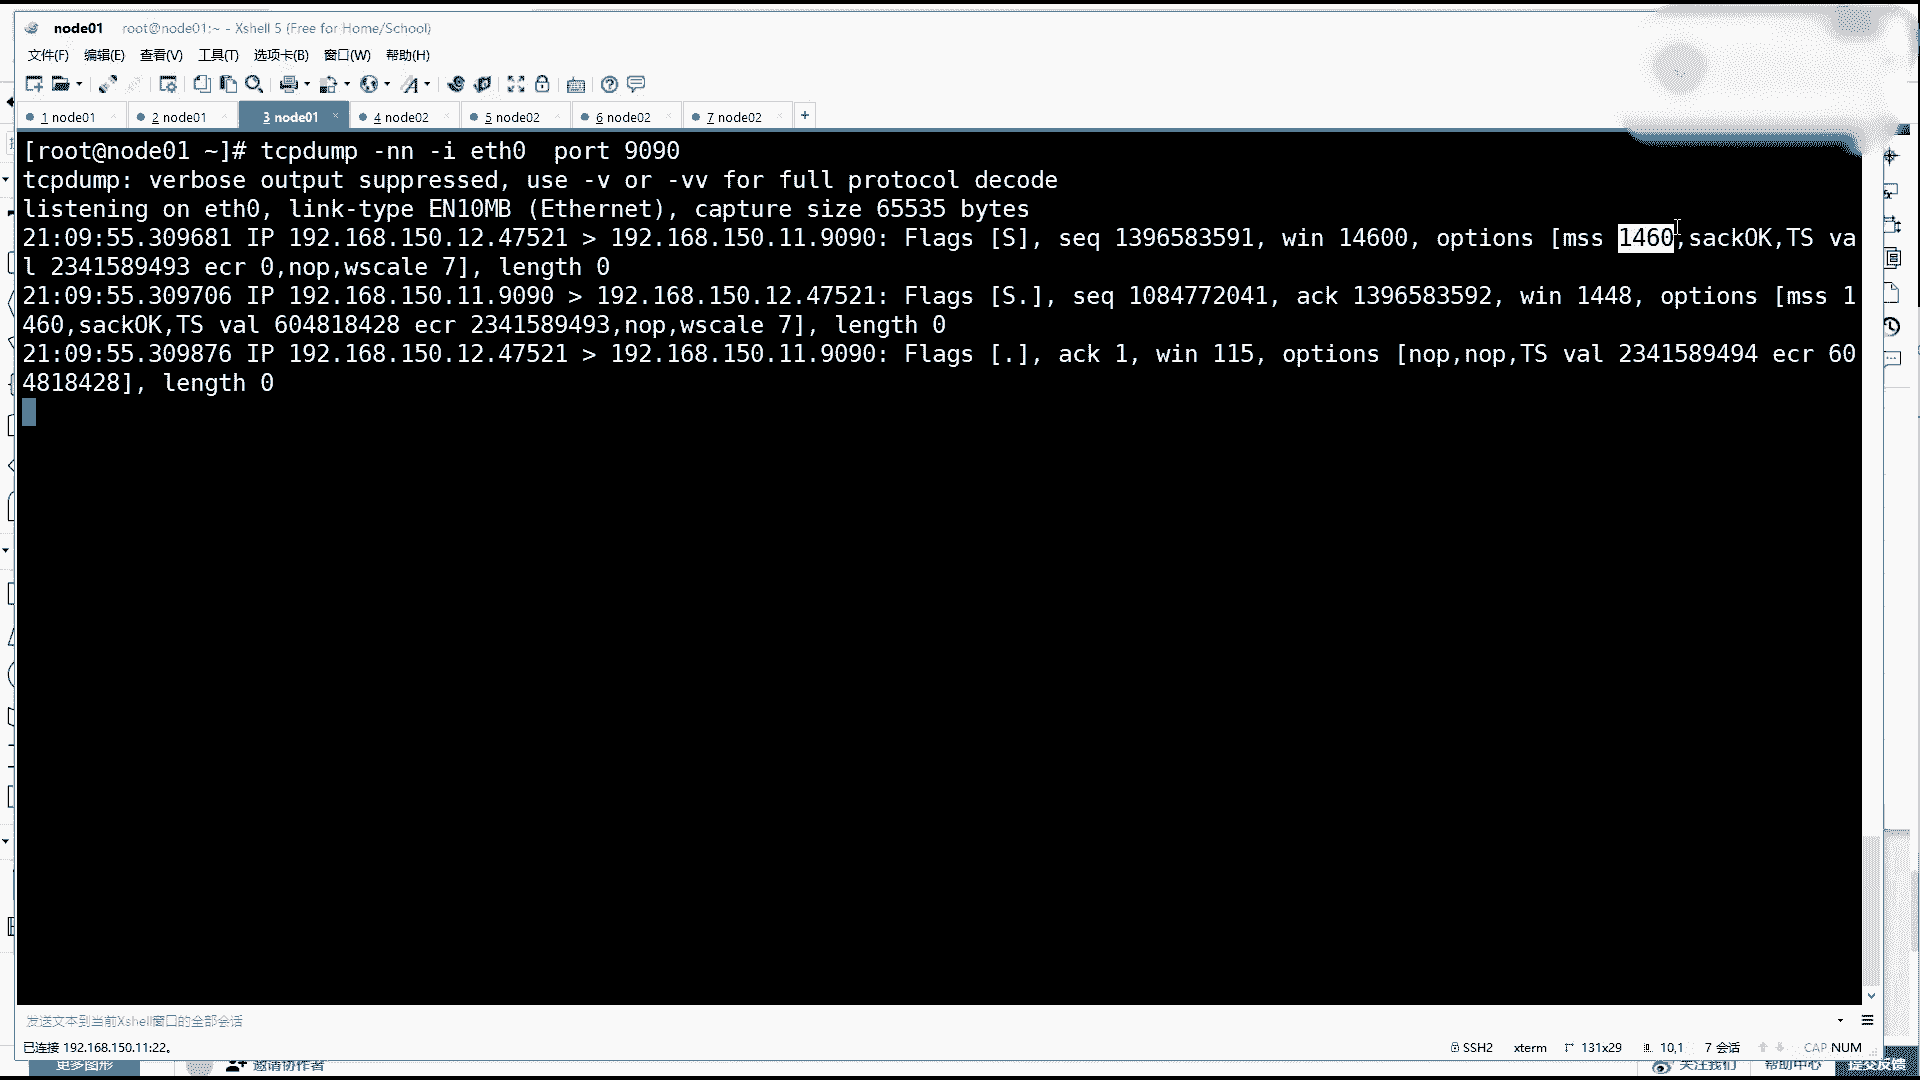 node01 root@node01:~ - Xshell 5 (Free for Home/School)
文件(F) 编辑(E) 查看(V) 工具(T) 选项卡(B) 窗口(W) 帮助(H)
1 node01 2 node01 3 node01 4 node02 5 node02 6 node02 7 node02 +
[root@node01 ~]# tcpdump -nn -i eth0  port 9090
tcpdump: verbose output suppressed, use -v or -vv for full protocol decode
listening on eth0, link-type EN10MB (Ethernet), capture size 65535 bytes
21:09:55.309681 IP 192.168.150.12.47521 > 192.168.150.11.9090: Flags [S], seq 1396583591, win 14600, options [mss 1460,sackOK,TS va
l 2341589493 ecr 0,nop,wscale 7], length 0
21:09:55.309706 IP 192.168.150.11.9090 > 192.168.150.12.47521: Flags [S.], seq 1084772041, ack 1396583592, win 1448, options [mss 1
460,sackOK,TS val 604818428 ecr 2341589493,nop,wscale 7], length 0
21:09:55.309876 IP 192.168.150.12.47521 > 192.168.150.11.9090: Flags [.], ack 1, win 115, options [nop,nop,TS val 2341589494 ecr 60
4818428], length 0
发送文本到当前Xshell窗口的全部会话
已连接 192.168.150.11:22。 SSH2 xterm 131x29 10,1 7 会话 CAP NUM
更多图形 邀请协作者 关注我们 帮助中心 提交反馈